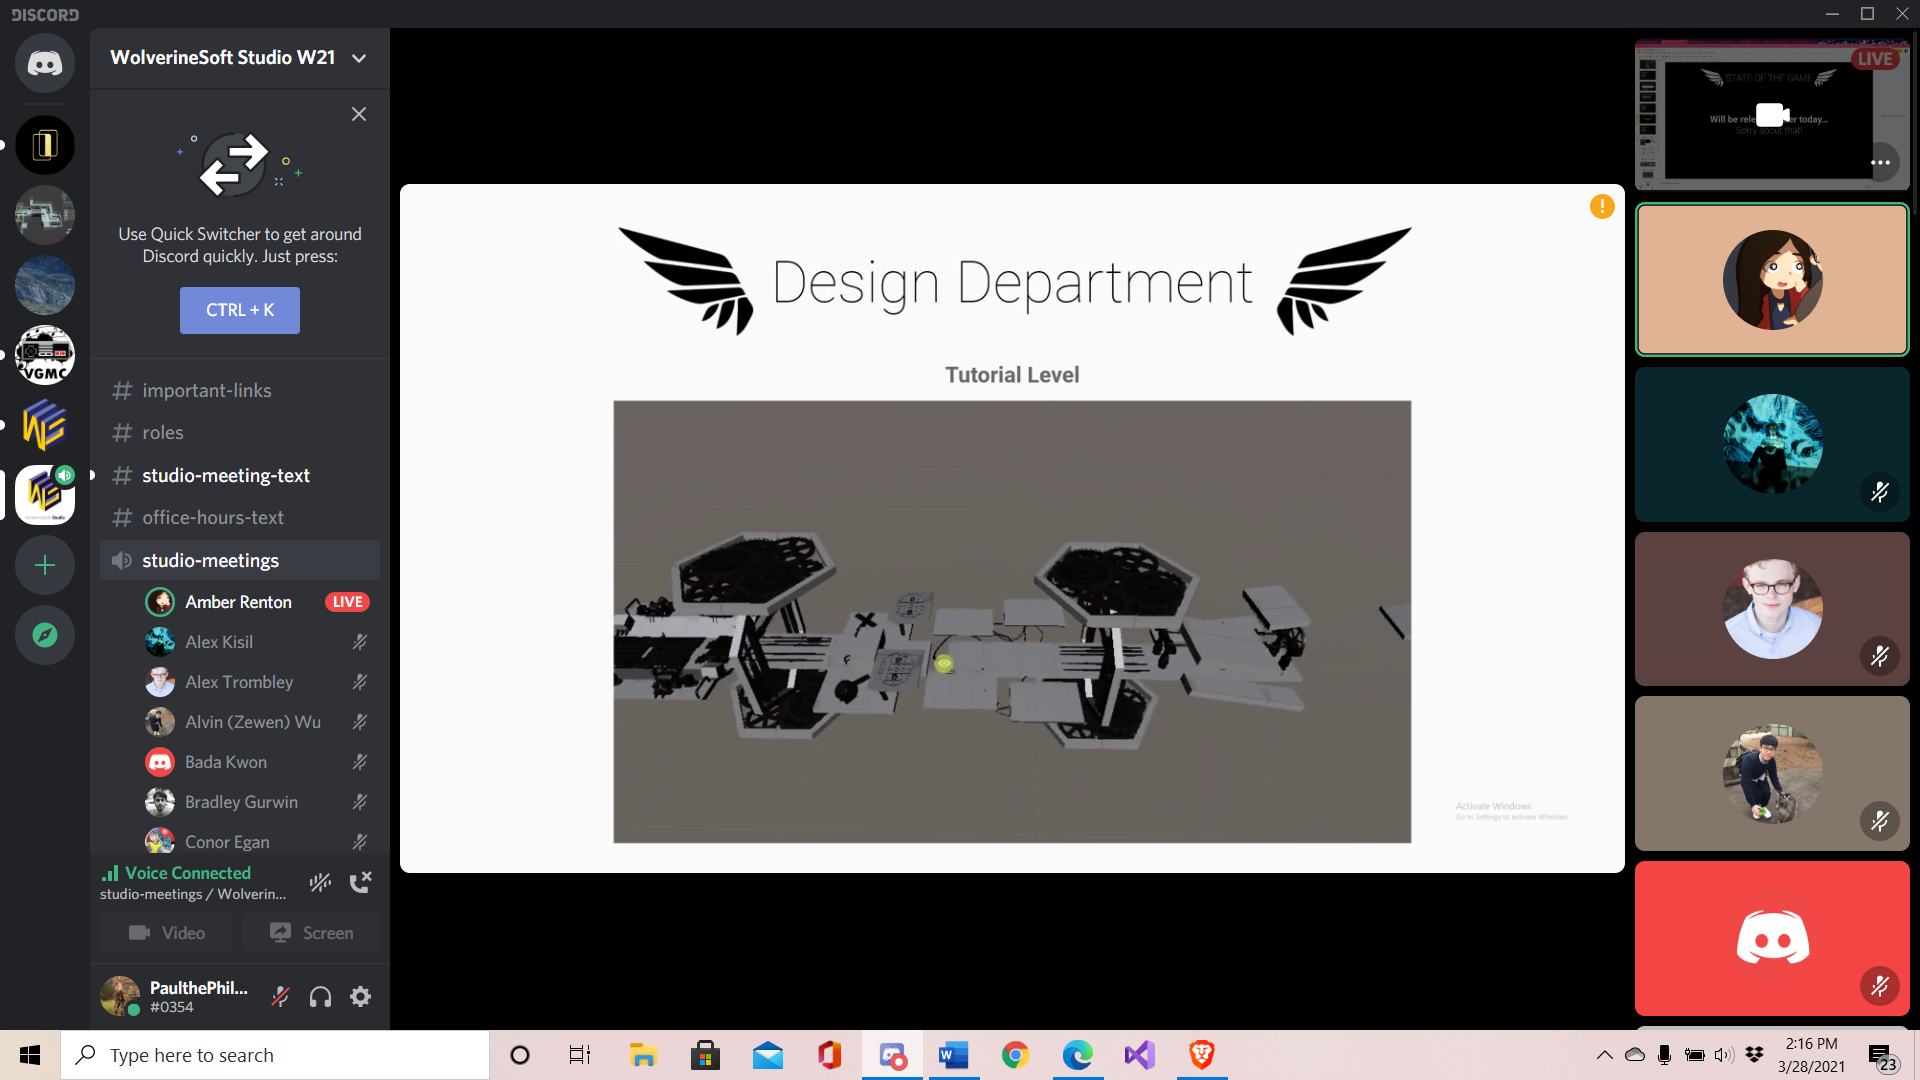 DISCORD
WolverineSoft Studio W21
Use Quick Switcher to get around
Discord quickly. Just press:
CTRL + K
important-links
roles
studio-meeting-text
office-hours-text
studio-meetings
Amber Renton LIVE
Alex Kisil
Alex Trombley
Alvin (Zewen) Wu
Bada Kwon
Bradley Gurwin
Conor Egan
Voice Connected
studio-meetings / Wolverin...
Video Screen
PaulthePhil...
#0354
VGMC
Design Department
Tutorial Level
Activate Windows
Go to Settings to activate Windows.
LIVE
STATE OF THE GAME
Will be rele er today...
Sorry about that!
Type here to search
2:16 PM
3/28/2021
23